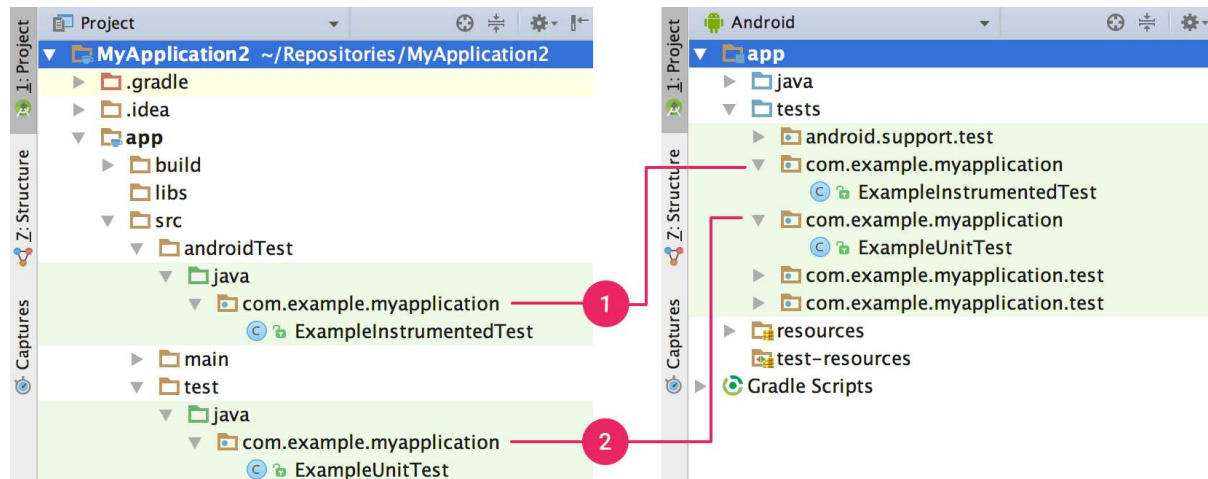 Project
MyApplication2 ~/Repositories/MyApplication2
.gradle
.idea
app
build
libs
src
androidTest
java
com.example.myapplication
ExampleInstrumentedTest
main
test
java
com.example.myapplication
ExampleUnitTest
1: Project
Z: Structure
Captures
1
2
Android
app
java
tests
android.support.test
com.example.myapplication
ExampleInstrumentedTest
com.example.myapplication
ExampleUnitTest
com.example.myapplication.test
com.example.myapplication.test
resources
test-resources
Gradle Scripts
1: Project
Z: Structure
Captures